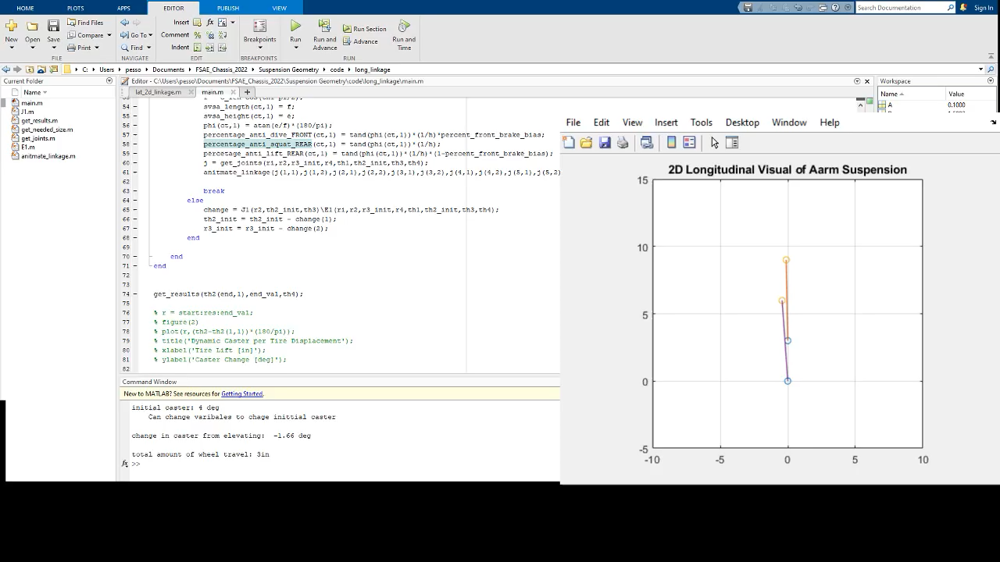 HOME PLOTS APPS EDITOR PUBLISH VIEW Search Documentation Sign In
New Open Save Find Files Compare Print Go To Find Insert Comment Indent Breakpoints Run Run and Advance Run Section Advance Run and Time
FILE NAVIGATE EDIT BREAKPOINTS RUN
C: Users pesso Documents FSAE_Chassis_2022 Suspension Geometry code long_linkage
Current Folder
Name
main.m
J1.m
get_results.m
get_needed_size.m
get_joints.m
E1.m
anitmate_linkage.m
Editor - C:\Users\pesso\Documents\FSAE_Chassis_2022\Suspension Geometry\code\long_linkage\main.m
lat_2d_linkage.m main.m
54 svsa_length(ct,1) = f;
55 svsa_height(ct,1) = e;
56 phi(ct,1) = atan(e/f)*(180/pi);
57 percentage_anti_dive_FRONT(ct,1) = tand(phi(ct,1))*(1/h)*percent_front_brake_bias;
58 percentage_anti_squat_REAR(ct,1) = tand(phi(ct,1))*(1/h);
59 percetage_anti_lift_REAR(ct,1) = tand(phi(ct,1))*(1/h)*(1-percent_front_brake_bias);
60 j = get_joints(r1,r2,r3_init,r4,th1,th2_init,th3,th4);
61 anitmate_linkage(j(1,1),j(1,2),j(2,1),j(2,2),j(3,1),j(3,2),j(4,1),j(4,2),j(5,1),j(5,2)
62
63 break
64 else
65 change = J1(r2,th2_init,th3)\E1(r1,r2,r3_init,r4,th1,th2_init,th3,th4);
66 th2_init = th2_init - change(1);
67 r3_init = r3_init - change(2);
68 end
69
70 end
71 end
72
73
74 get_results(th2(end,1),end_val,th4);
75
76 % r = start:res:end_val;
77 % figure(2)
78 % plot(r,(th2-th2(1,1))*(180/pi));
79 % title('Dynamic Caster per Tire Displacement');
80 % xlabel('Tire Lift [in]');
81 % ylabel('Caster Change [deg]');
82
Command Window
New to MATLAB? See resources for Getting Started.
initial caster: 4 deg
Can change varibales to chage inittial caster
change in caster from elevating: -1.66 deg
total amount of wheel travel: 3in
fx >>
Workspace
Name Value
A 0.1000
File Edit View Insert Tools Desktop Window Help
2D Longitudinal Visual of Aarm Suspension
15
10
5
0
-5
-10 -5 0 5 10